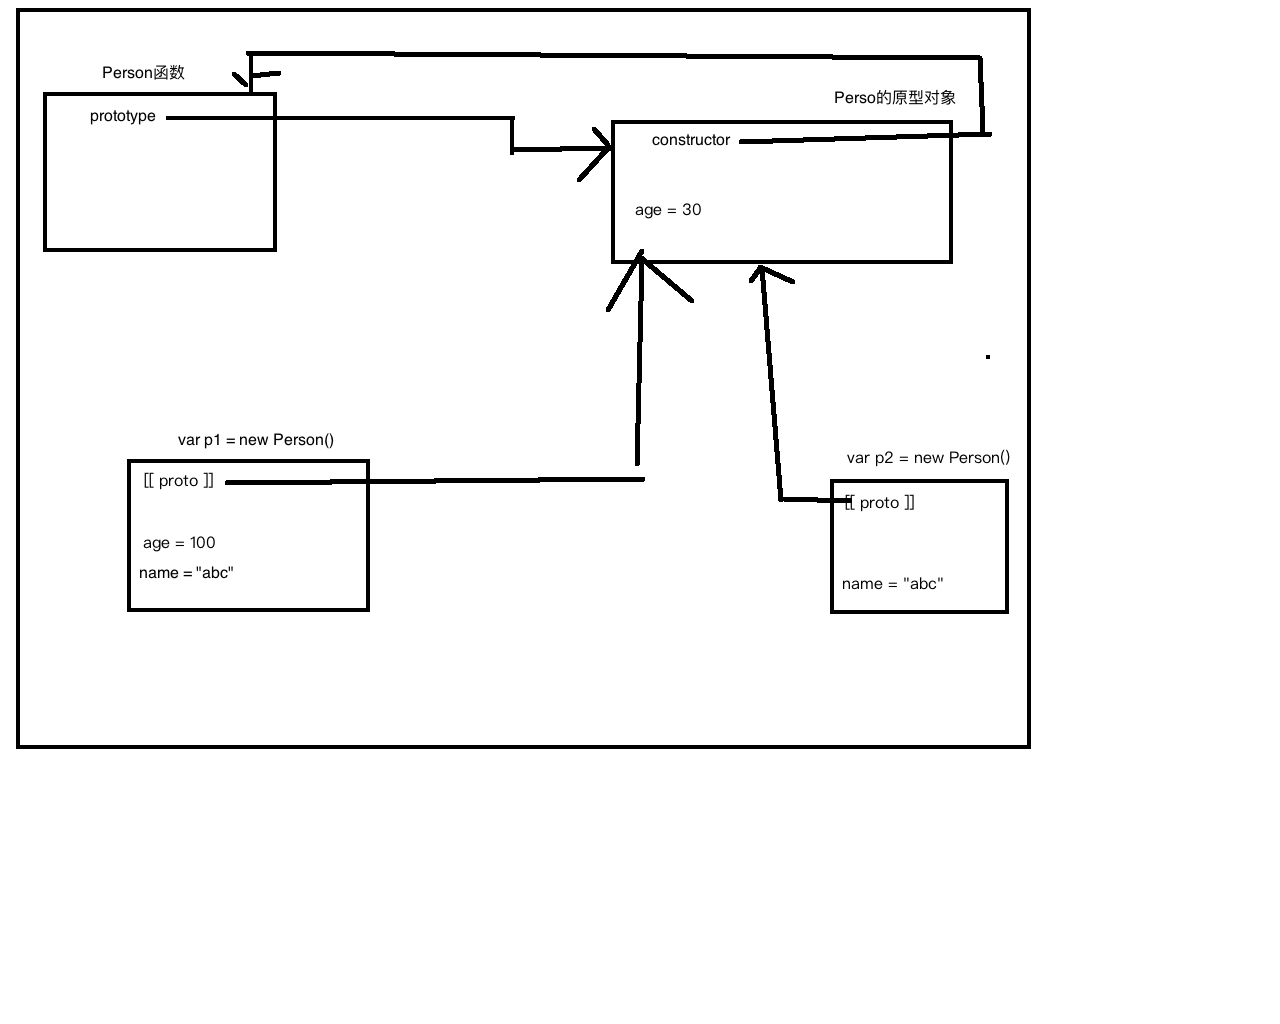 Person函数
Perso的原型对象
prototype
constructor
age = 30
var p1 = new Person()
[[ proto ]]
age = 100
name = "abc"
var p2 = new Person()
[[ proto ]]
name = "abc"